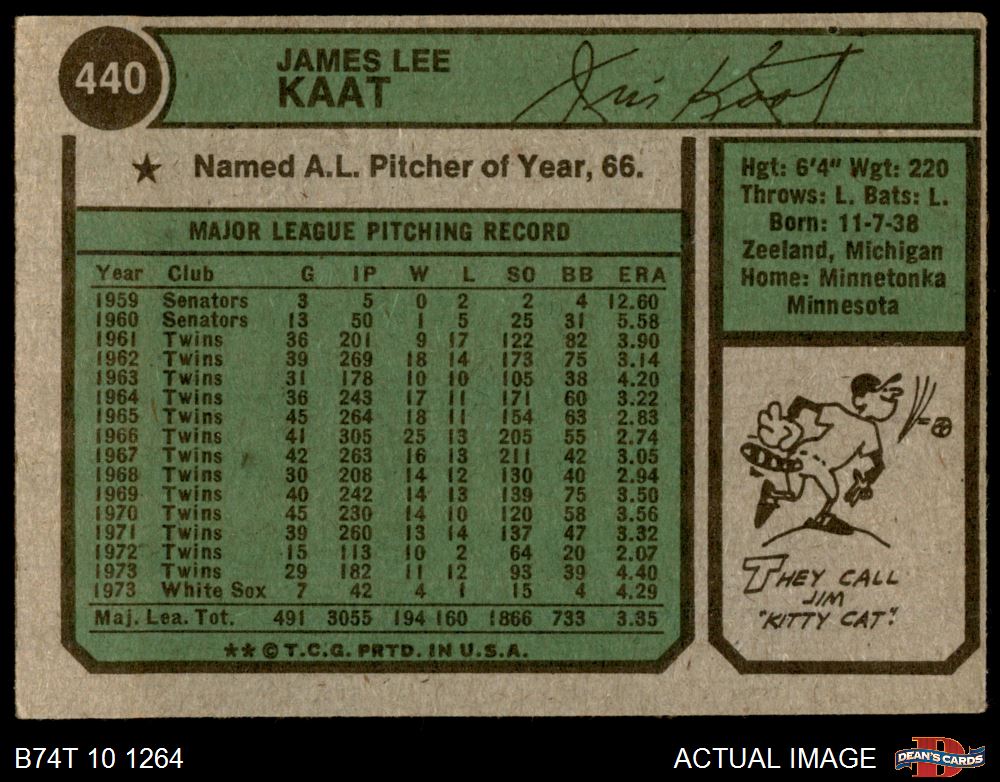 440
JAMES LEE
KAAT
Jim Kaat
★ Named A.L. Pitcher of Year, 66.
MAJOR LEAGUE PITCHING RECORD
Year Club G IP W L SO BB ERA
1959 Senators 3 5 0 2 2 4 12.60
1960 Senators 13 50 1 5 25 31 5.58
1961 Twins 36 201 9 17 122 82 3.90
1962 Twins 39 269 18 14 173 75 3.14
1963 Twins 31 178 10 10 105 38 4.20
1964 Twins 36 243 17 11 171 60 3.22
1965 Twins 45 264 18 11 154 63 2.83
1966 Twins 41 305 25 13 205 55 2.74
1967 Twins 42 263 16 13 211 42 3.05
1968 Twins 30 208 14 12 130 40 2.94
1969 Twins 40 242 14 13 139 75 3.50
1970 Twins 45 230 14 10 120 58 3.56
1971 Twins 39 260 13 14 137 47 3.32
1972 Twins 15 113 10 2 64 20 2.07
1973 Twins 29 182 11 12 93 39 4.40
1973 White Sox 7 42 4 1 15 4 4.29
Maj. Lea. Tot. 491 3055 194 160 1866 733 3.35
★★ © T.C.G. PRTD. IN U.S.A.
Hgt: 6'4" Wgt: 220
Throws: L. Bats: L.
Born: 11-7-38
Zeeland, Michigan
Home: Minnetonka
Minnesota
THEY CALL
JIM
"KITTY CAT".
B74T 10 1264
ACTUAL IMAGE
D
DEAN'S CARDS